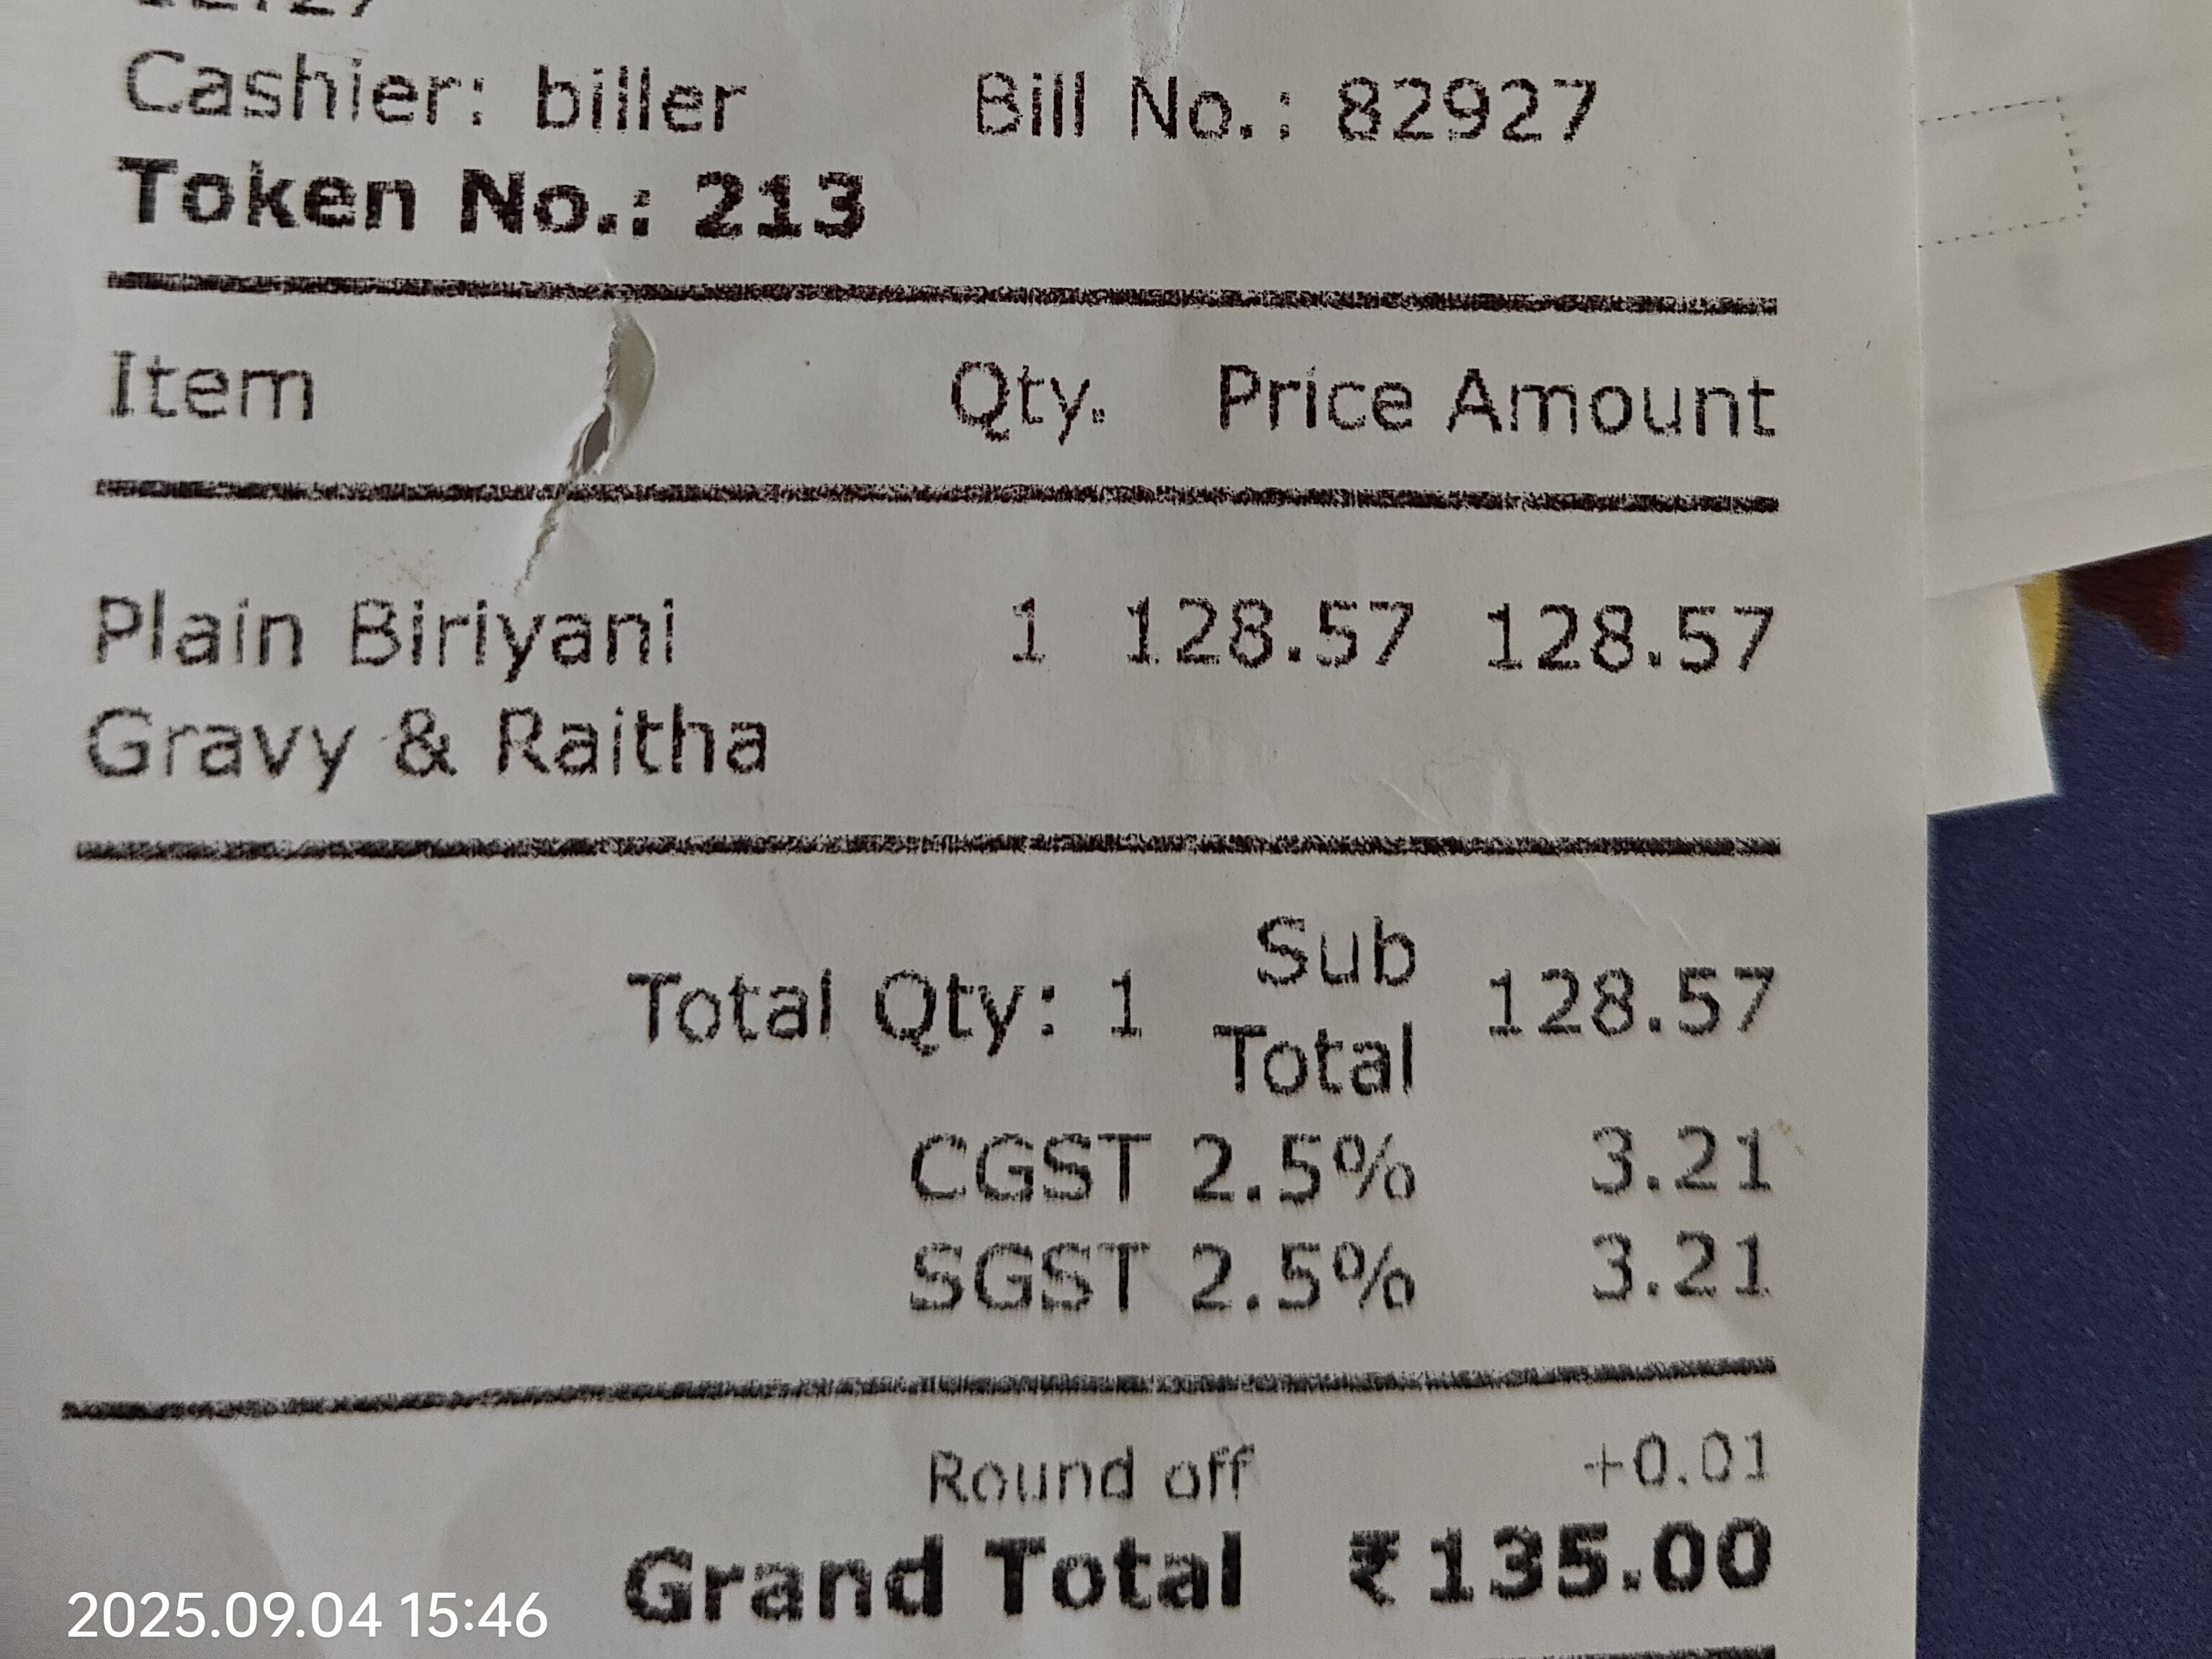 Cashier: biller Bill No.: 82927
Token No.: 213
Item Qty. Price Amount
Plain Biriyani 1 128.57 128.57
Gravy & Raitha
Total Qty: 1 Sub Total 128.57
CGST 2.5% 3.21
SGST 2.5% 3.21
Round off +0.01
Grand Total ₹135.00
2025.09.04 15:46